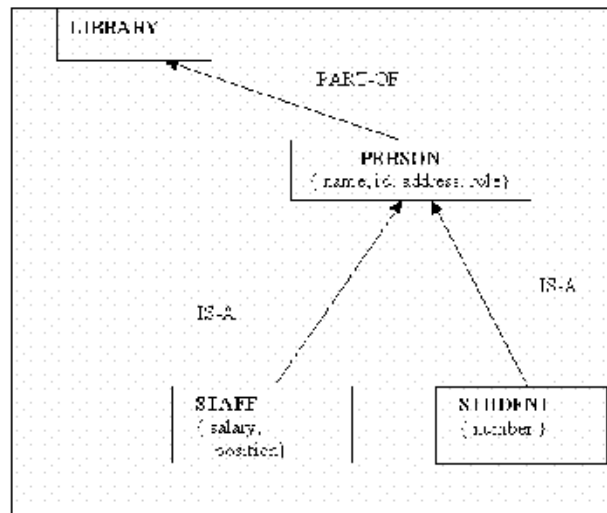 LIBRARY
PART-OF
PERSON
{ name, id, address, role}
IS-A
IS-A
STAFF
{ salary,
position}
STUDENT
{ number }